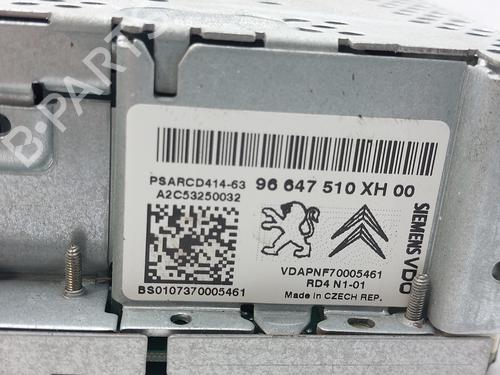 B-PARTS
PSARCD414-63 96 647 510 XH 00
A2C53250032
SIEMENS VDO
VDAPNF70005461
RD4 N1-01
BS0107370005461
Made in CZECH REP.